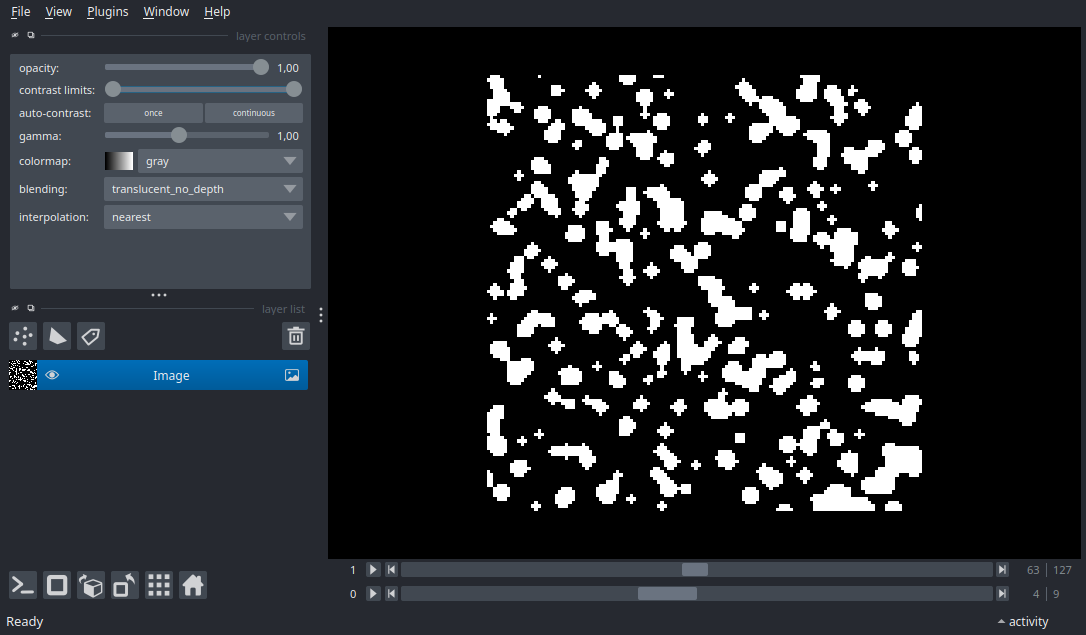 File View Plugins Window Help
layer controls
opacity: 1,00
contrast limits:
auto-contrast: once continuous
gamma: 1,00
colormap: gray
blending: translucent_no_depth
interpolation: nearest
layer list
Image
1 63 127
0 4 9
Ready activity